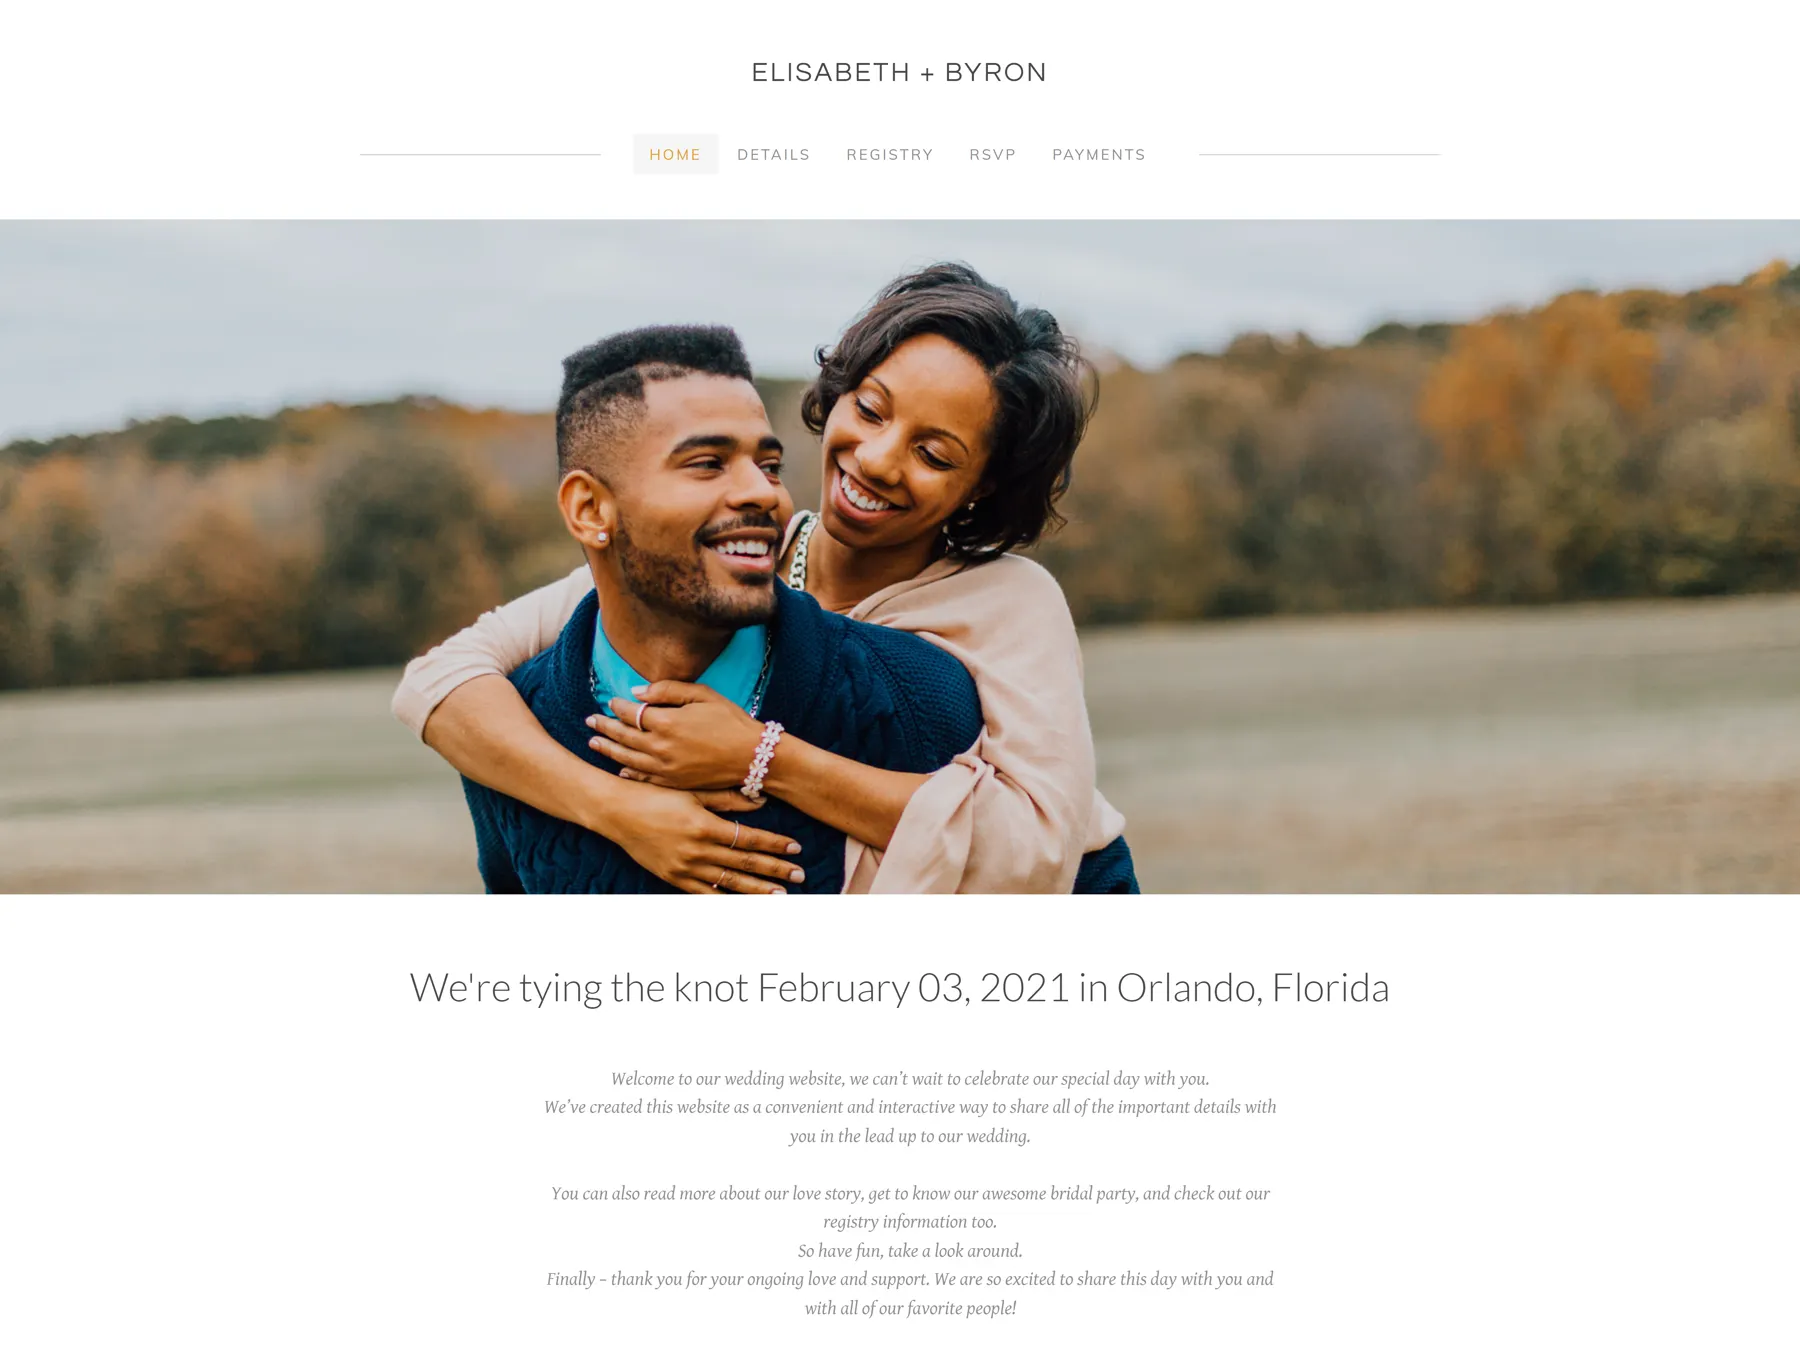 ELISABETH + BYRON
HOME DETAILS REGISTRY RSVP PAYMENTS
We're tying the knot February 03, 2021 in Orlando, Florida
Welcome to our wedding website, we can’t wait to celebrate our special day with you.
We’ve created this website as a convenient and interactive way to share all of the important details with
you in the lead up to our wedding.
You can also read more about our love story, get to know our awesome bridal party, and check out our
registry information too.
So have fun, take a look around.
Finally – thank you for your ongoing love and support. We are so excited to share this day with you and
with all of our favorite people!